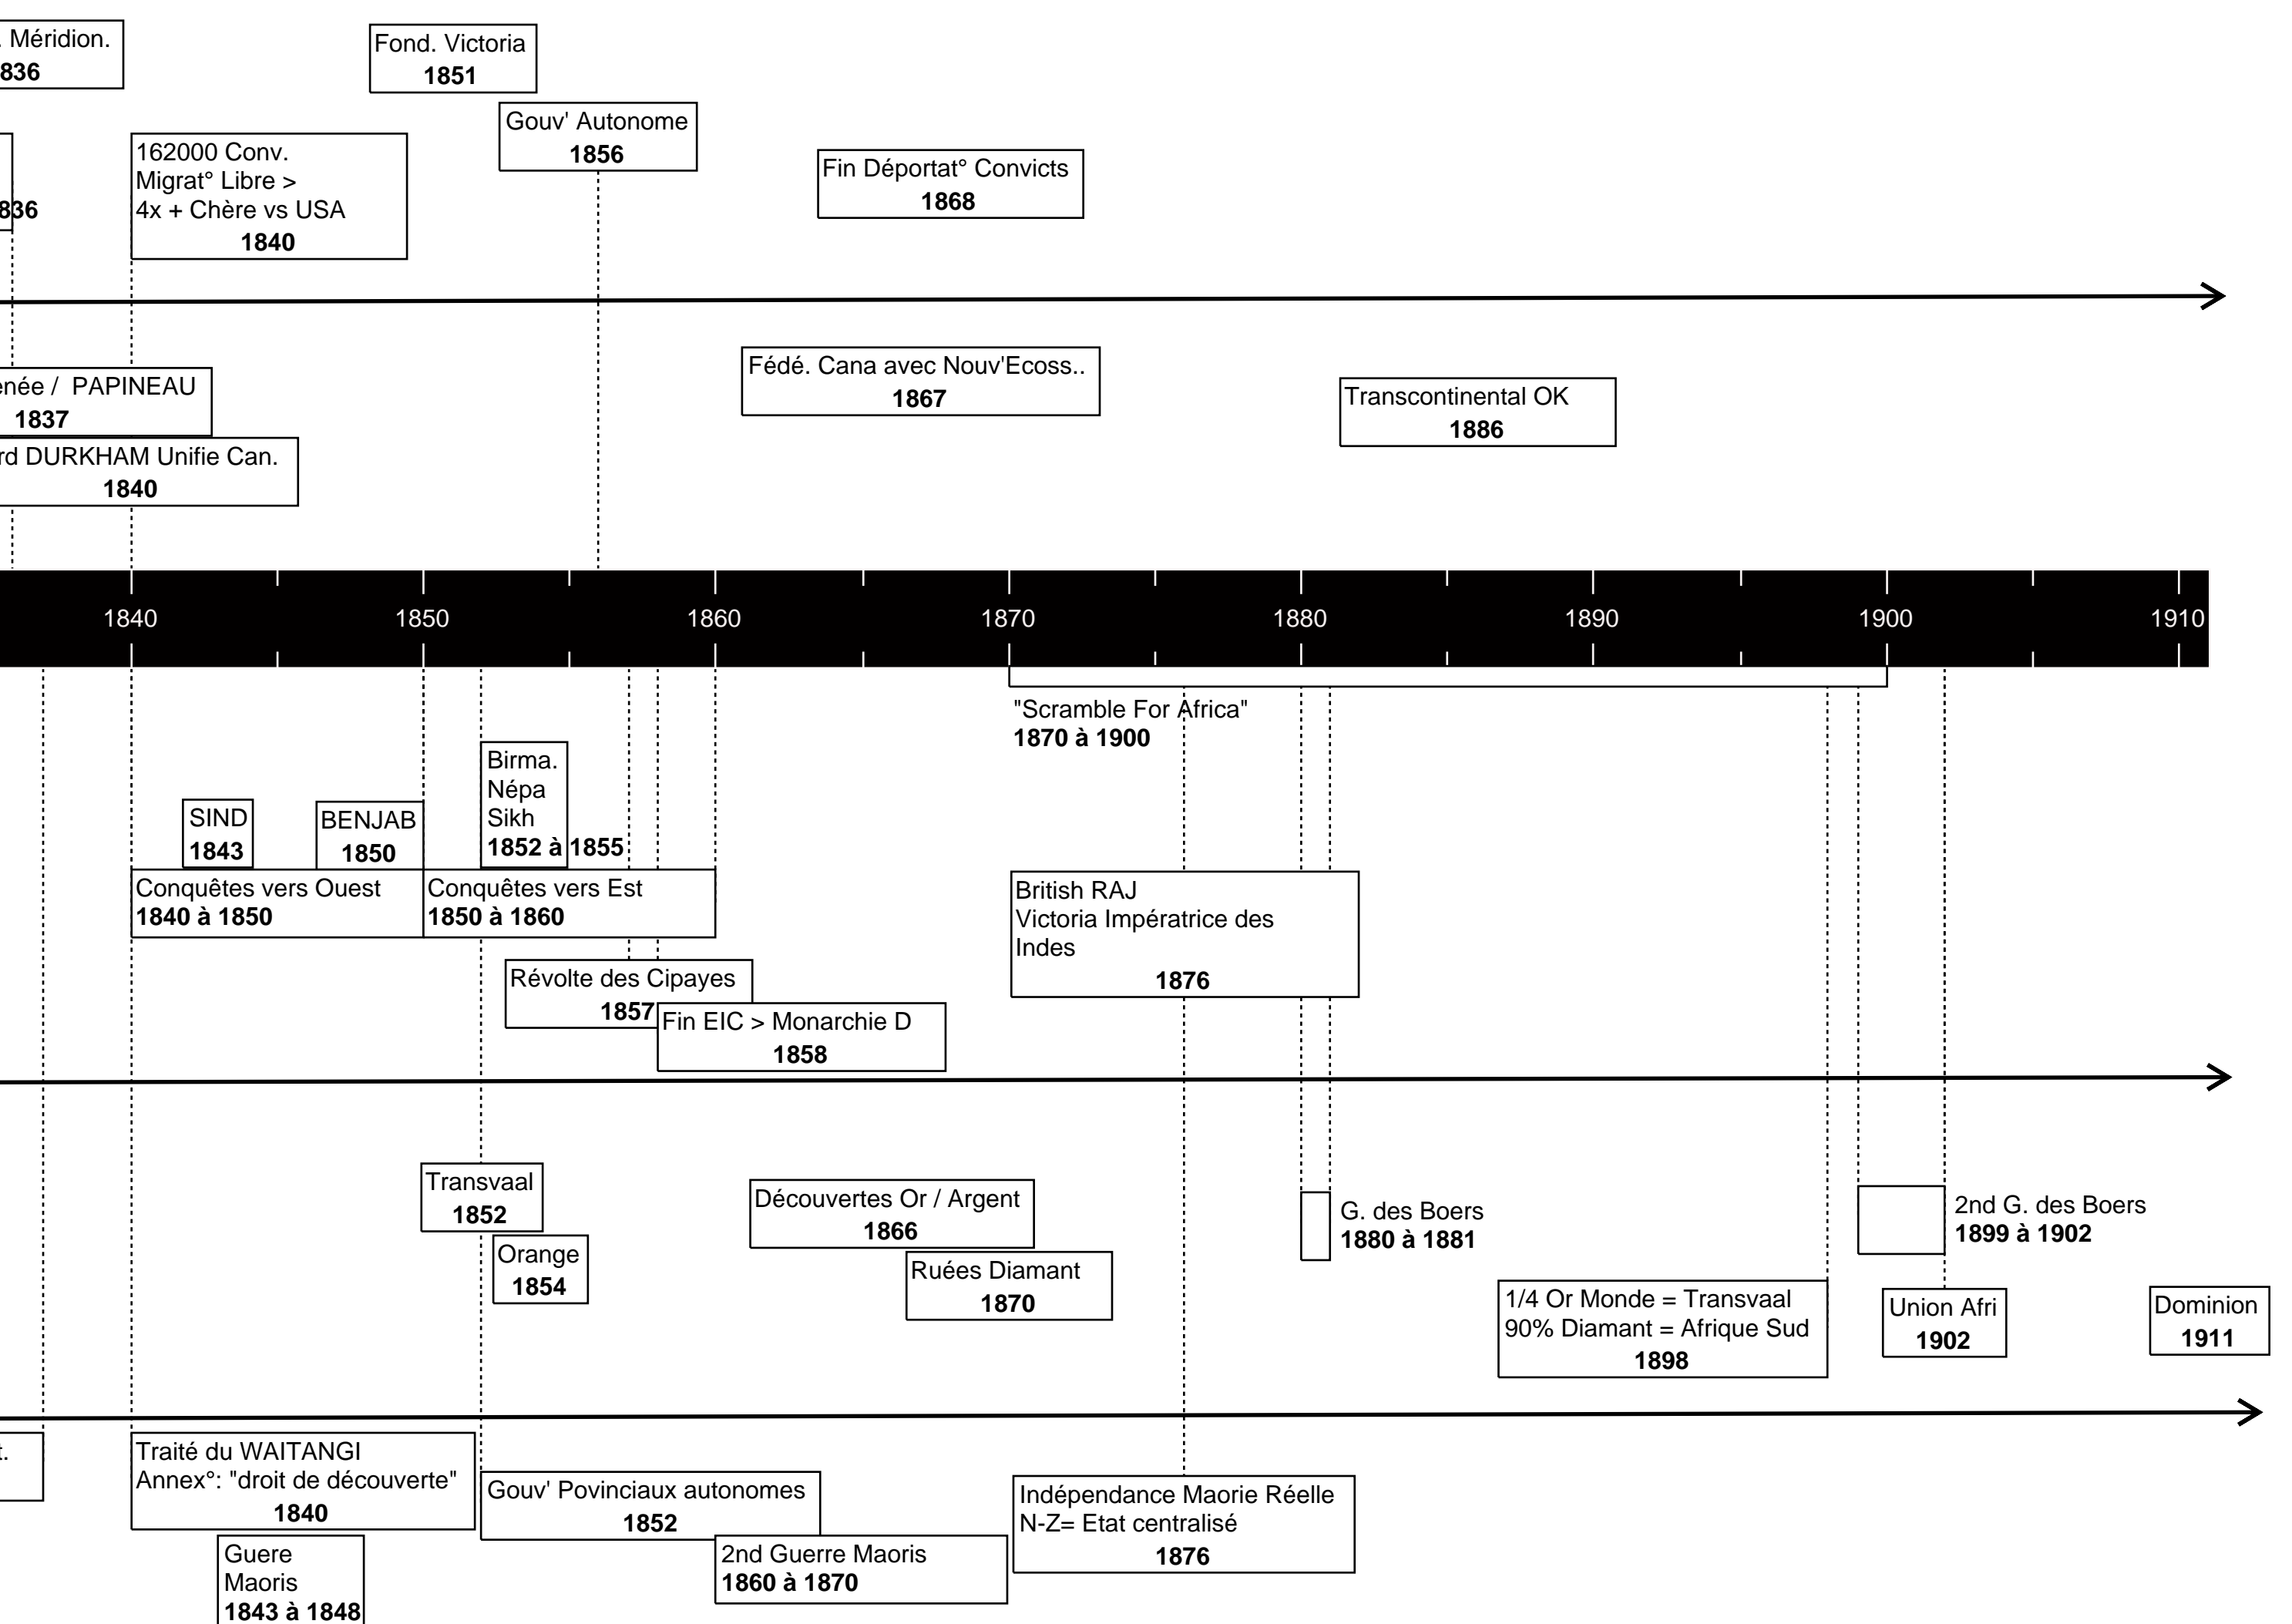 . Méridion.
836
Fond. Victoria
1851
Gouv' Autonome
1856
836
162000 Conv.
Migrat° Libre >
4x + Chère vs USA
1840
Fin Déportat° Convicts
1868
enée / PAPINEAU
1837
Fédé. Cana avec Nouv'Ecoss..
1867
Transcontinental OK
1886
rd DURKHAM Unifie Can.
1840
1840 1850 1860 1870 1880 1890 1900 1910
"Scramble For Africa"
1870 à 1900
Birma.
Népa
Sikh
1852 à 1855
SIND
1843
BENJAB
1850
Conquêtes vers Ouest
1840 à 1850
Conquêtes vers Est
1850 à 1860
British RAJ
Victoria Impératrice des
Indes
1876
Révolte des Cipayes
1857
Fin EIC > Monarchie D
1858
Transvaal
1852
Orange
1854
Découvertes Or / Argent
1866
Ruées Diamant
1870
G. des Boers
1880 à 1881
2nd G. des Boers
1899 à 1902
1/4 Or Monde = Transvaal
90% Diamant = Afrique Sud
1898
Union Afri
1902
Dominion
1911
t.
Traité du WAITANGI
Annex°: "droit de découverte"
1840
Gouv' Povinciaux autonomes
1852
Indépendance Maorie Réelle
N-Z= Etat centralisé
1876
Guere
Maoris
1843 à 1848
2nd Guerre Maoris
1860 à 1870